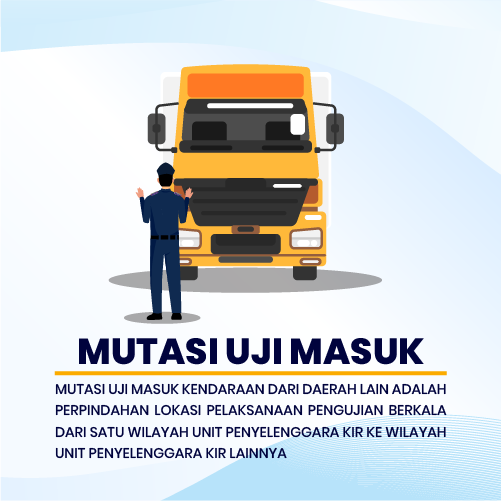 MUTASI UJI MASUK
MUTASI UJI MASUK KENDARAAN DARI DAERAH LAIN ADALAH
PERPINDAHAN LOKASI PELAKSANAAN PENGUJIAN BERKALA
DARI SATU WILAYAH UNIT PENYELENGGARA KIR KE WILAYAH
UNIT PENYELENGGARA KIR LAINNYA